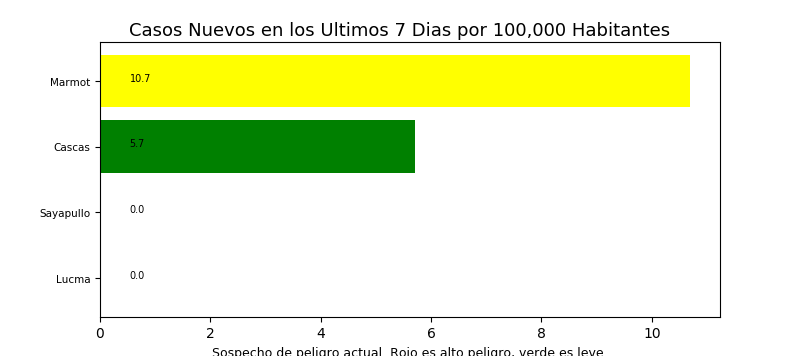 Casos Nuevos en los Ultimos 7 Dias por 100,000 Habitantes
Marmot 10.7
Cascas 5.7
Sayapullo 0.0
Lucma 0.0
0 2 4 6 8 10
Sospecho de peligro actual. Rojo es alto peligro, verde es leve